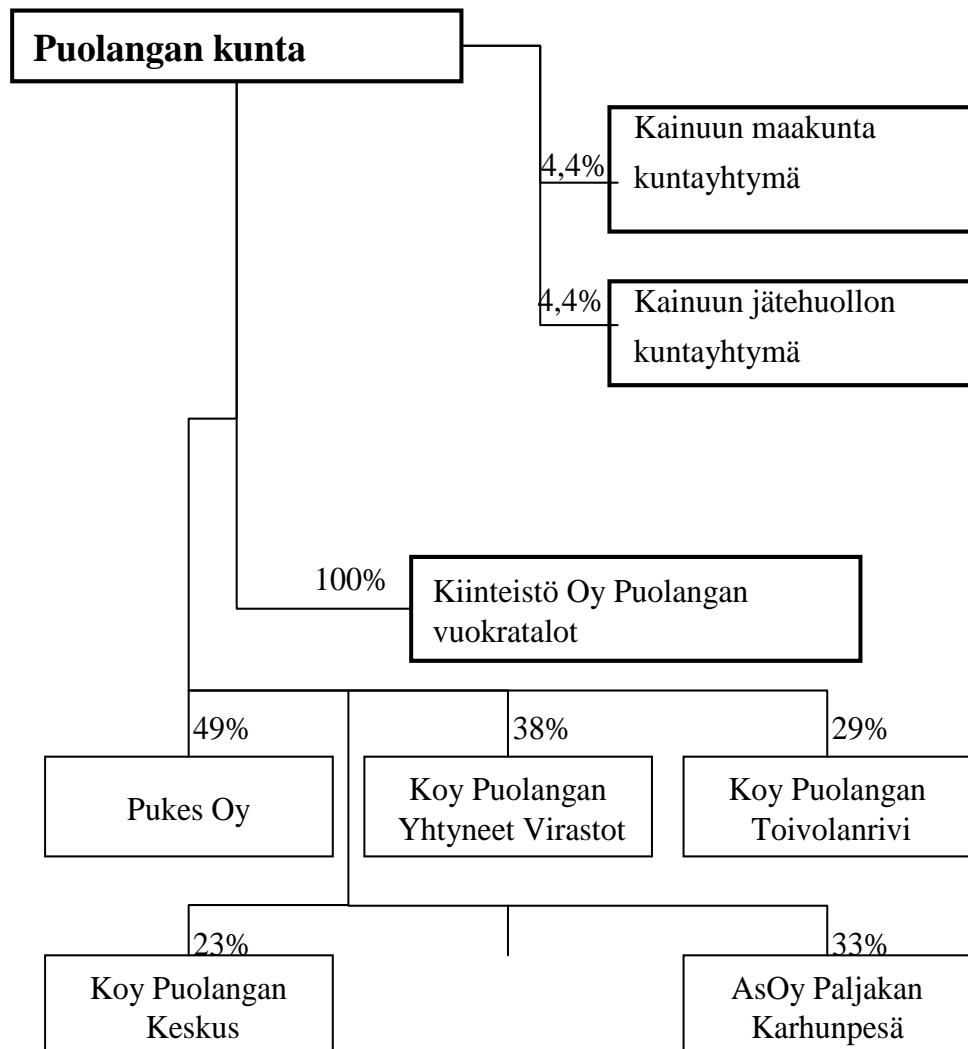 Puolangan kunta
Kainuun maakunta
4,4%
kuntayhtymä
4,4%
Kainuun jätehuollon
kuntayhtymä
100%
Kiinteistö Oy Puolangan
vuokratalot
49%
38%
29%
Pukes Oy
Koy Puolangan
Yhtyneet Virastot
Koy Puolangan
Toivolanrivi
23%
33%
Koy Puolangan
Keskus
AsOy Paljakan
Karhunpesä